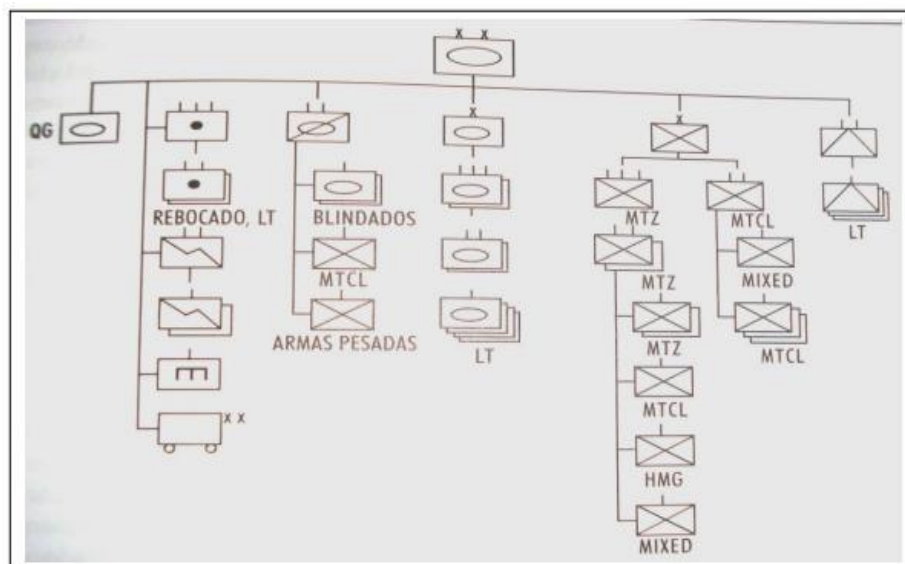 X X
QG
X
X
REBOCADO, LT
BLINDADOS
MTZ
MTCL
MTCL
MTZ
MIXED
ARMAS PESADAS
LT
MTZ
MTCL
LT
X X
MTCL
HMG
MIXED